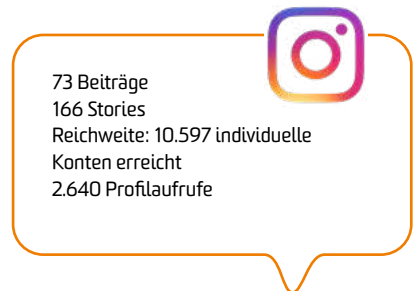 73 Beiträge
166 Stories
Reichweite: 10.597 individuelle
Konten erreicht
2.640 Profilaufrufe